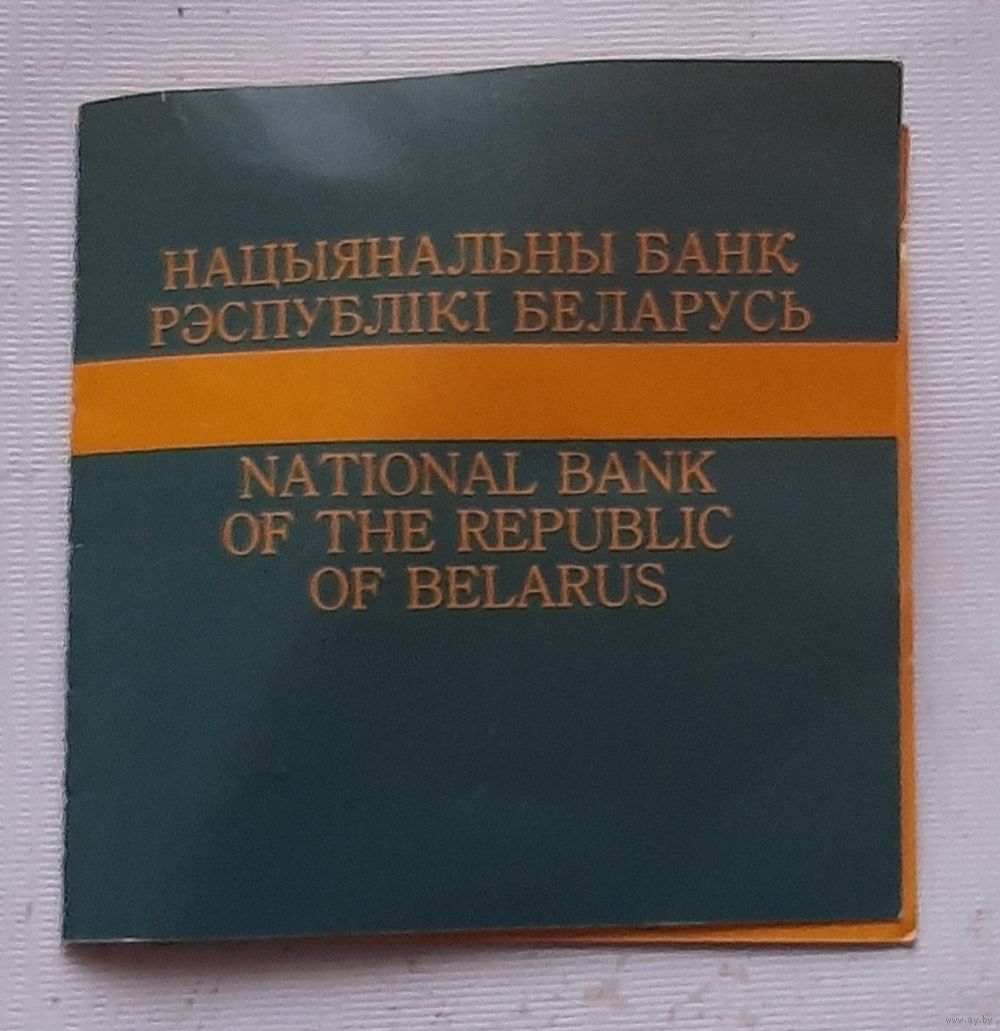 НАЦЫЯНАЛЬНЫ БАНК
РЭСПУБЛІКІ БЕЛАРУСЬ
NATIONAL BANK
OF THE REPUBLIC
OF BELARUS
www.ay.by